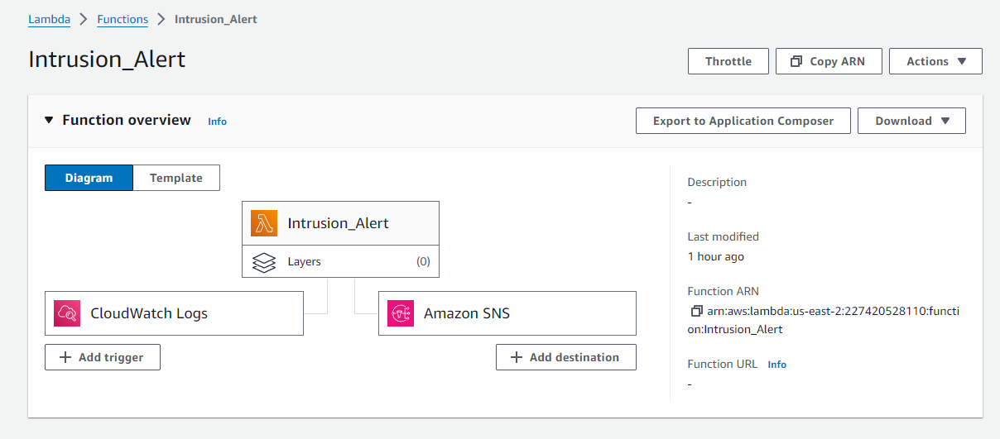 Lambda > Functions > Intrusion_Alert
Intrusion_Alert
Throttle
Copy ARN
Actions
Function overview Info
Export to Application Composer
Download
Diagram
Template
Intrusion_Alert
Layers (0)
CloudWatch Logs
Amazon SNS
+ Add trigger
+ Add destination
Description
-
Last modified
1 hour ago
Function ARN
arn:aws:lambda:us-east-2:227420528110:functi
on:Intrusion_Alert
Function URL Info
-